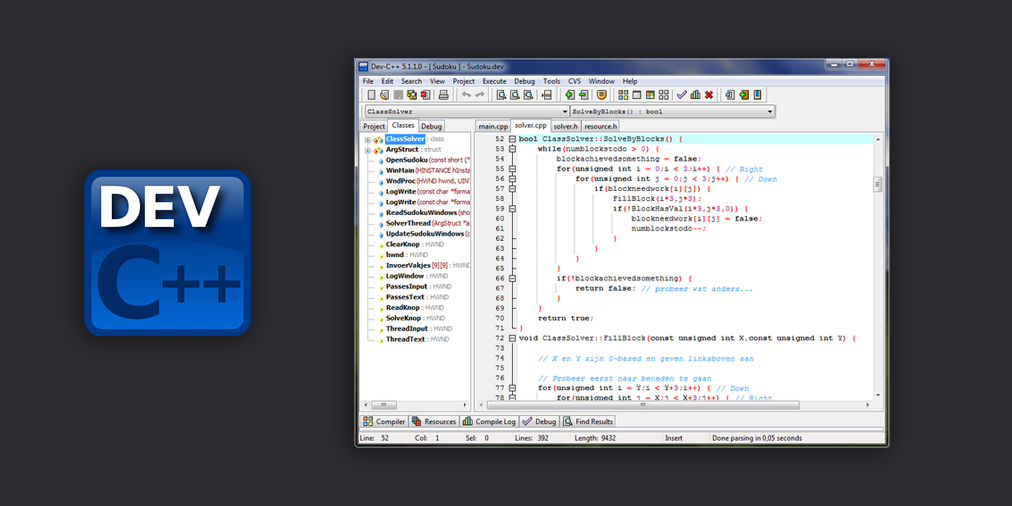 DEV
C++
Dev-C++ 5.1.1.0 - [ Sudoku ] - Sudoku.dev
File Edit Search View Project Execute Debug Tools CVS Window Help
ClassSolver SolveByBlocks() : bool
Project Classes Debug
main.cpp solver.cpp solver.h resource.h
ClassSolver : class
ArgStruct : struct
OpenSudoku (const short (*
WinMain (HINSTANCE hInsta
WndProc (HWND hwnd, UIN
LogWrite (const char *forma
LogWrite (const char *forma
ReadSudokuWindows (sho
SolverThread (ArgStruct *a
UpdateSudokuWindows (c
ClearKnop : HWND
hwnd : HWND
InvoerVakjes [9][9] : HWND
LogWindow : HWND
PassesInput : HWND
PassesText : HWND
ReadKnop : HWND
SolveKnop : HWND
ThreadInput : HWND
ThreadText : HWND
52 bool ClassSolver::SolveByBlocks() {
53 while(numblockstodo > 0) {
54 blockachievedsomething = false;
55 for(unsigned int i = 0;i < 3;i++) { // Right
56 for(unsigned int j = 0;j < 3;j++) { // Down
57 if(blockneedwork[i][j]) {
58 FillBlock(i*3,j*3);
59 if(!BlockHasVal(i*3,j*3,0)) {
60 blockneedwork[i][j] = false;
61 numblockstodo--;
62 }
63 }
64 }
65 }
66 if(!blockachievedsomething) {
67 return false; // probeer wat anders...
68 }
69 }
70 return true;
71 }
72 void ClassSolver::FillBlock(const unsigned int X,const unsigned int Y) {
73
74 // X en Y zijn 0-based en geven linksboven aan
75
76 // Probeer eerst naar beneden te gaan
77 for(unsigned int i = Y;i < Y+3;i++) { // Down
78 for(unsigned int j = X;j < X+3;j++) { // Right
Compiler Resources Compile Log Debug Find Results
Line: 52 Col: 1 Sel: 0 Lines: 392 Length: 9432 Insert Done parsing in 0,05 seconds